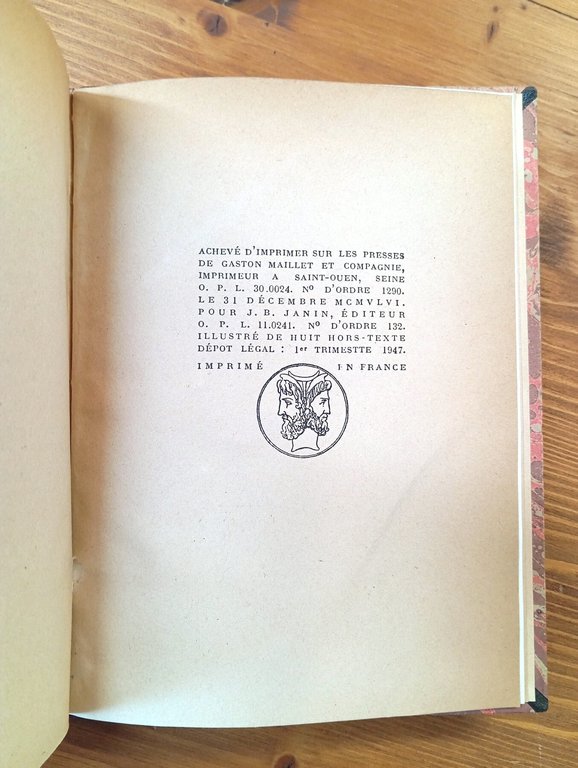 ACHEVÉ D'IMPRIMER SUR LES PRESSES
DE GASTON MAILLET ET COMPAGNIE,
IMPRIMEUR A SAINT-OUEN, SEINE
O. P. L. 30.0024. Nº D'ORDRE 1290.
LE 31 DÉCEMBRE MCMVLVI.
POUR J. B. JANIN, ÉDITEUR
O. P. L. 11.0241. Nº D'ORDRE 132.
ILLUSTRÉ DE HUIT HORS-TEXTE
DÉPOT LÉGAL : 1er TRIMESTTE 1947.
IMPRIMÉ EN FRANCE